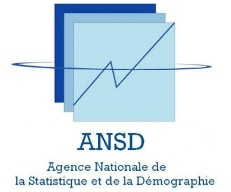 ANSD
Agence Nationale de
la Statistique et de la Démographie